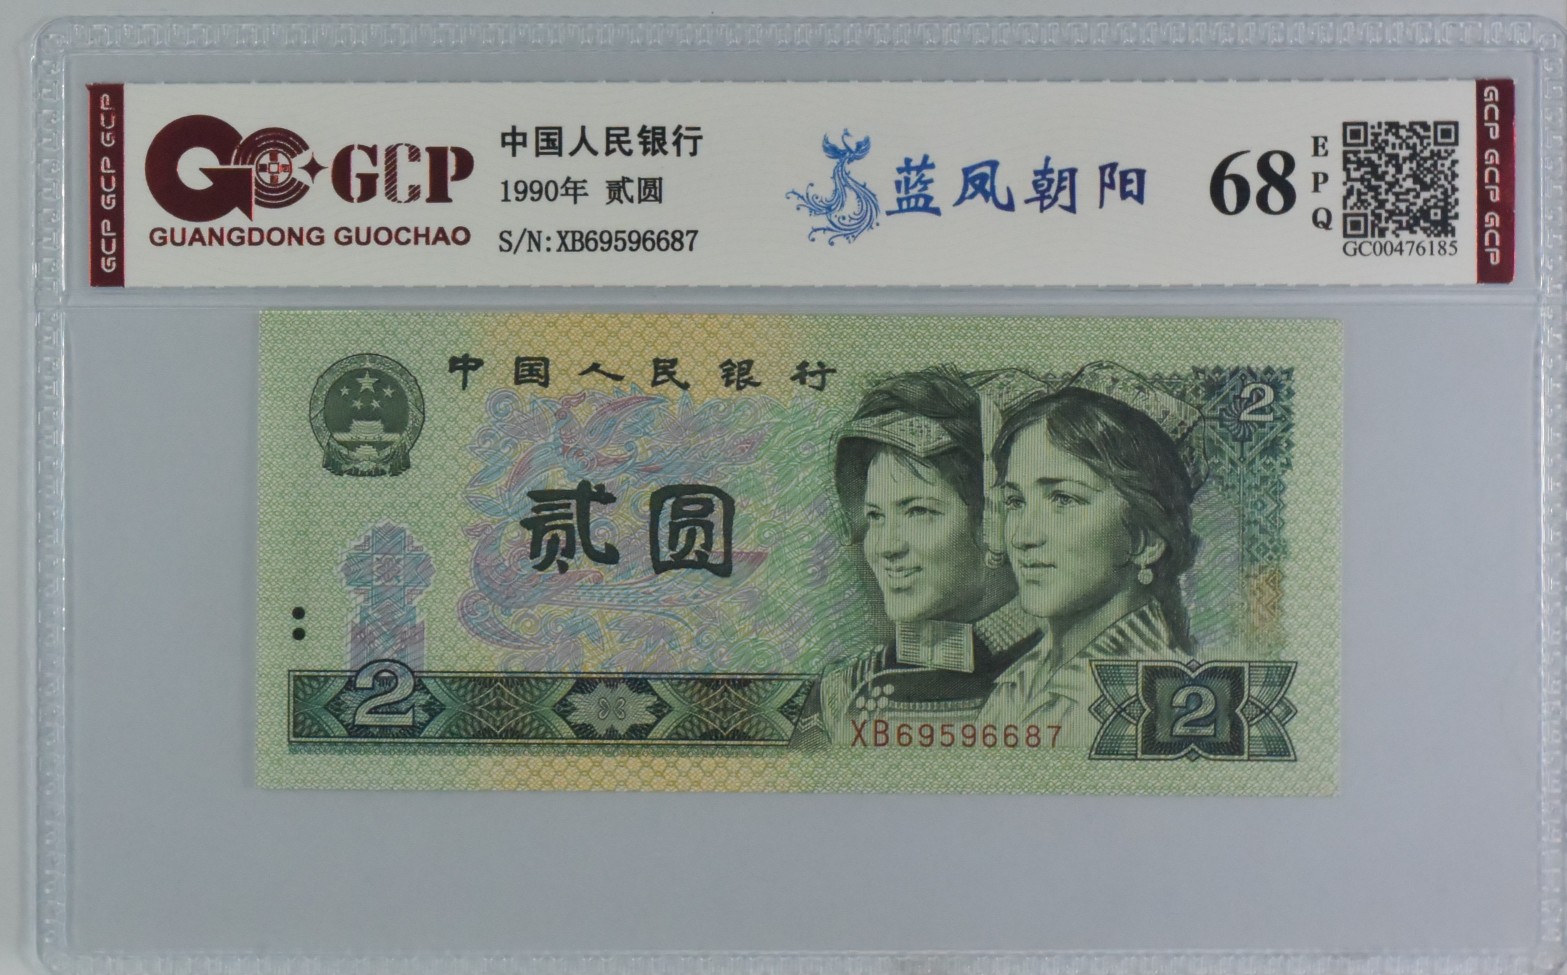 GCP GCP GCP
GCP
GUANGDONG GUOCHAO
中国人民银行
1990年 贰圆
S/N:XB69596687
蓝凤朝阳
68
EPQ
GC00476185
GCP GCP GCP
中国人民银行
2
贰圆
2
XB69596687
2